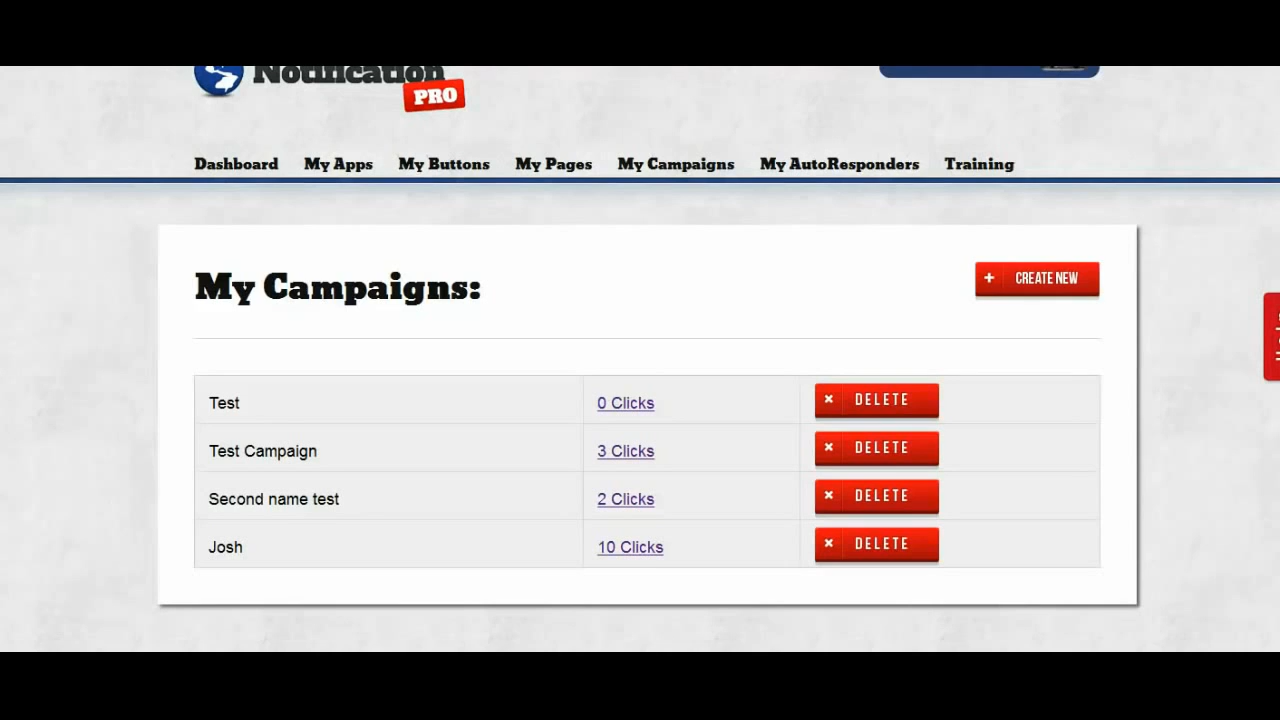 Notification
PRO
Dashboard My Apps My Buttons My Pages My Campaigns My AutoResponders Training
My Campaigns:
+ CREATE NEW
Test 0 Clicks × DELETE
Test Campaign 3 Clicks × DELETE
Second name test 2 Clicks × DELETE
Josh 10 Clicks × DELETE